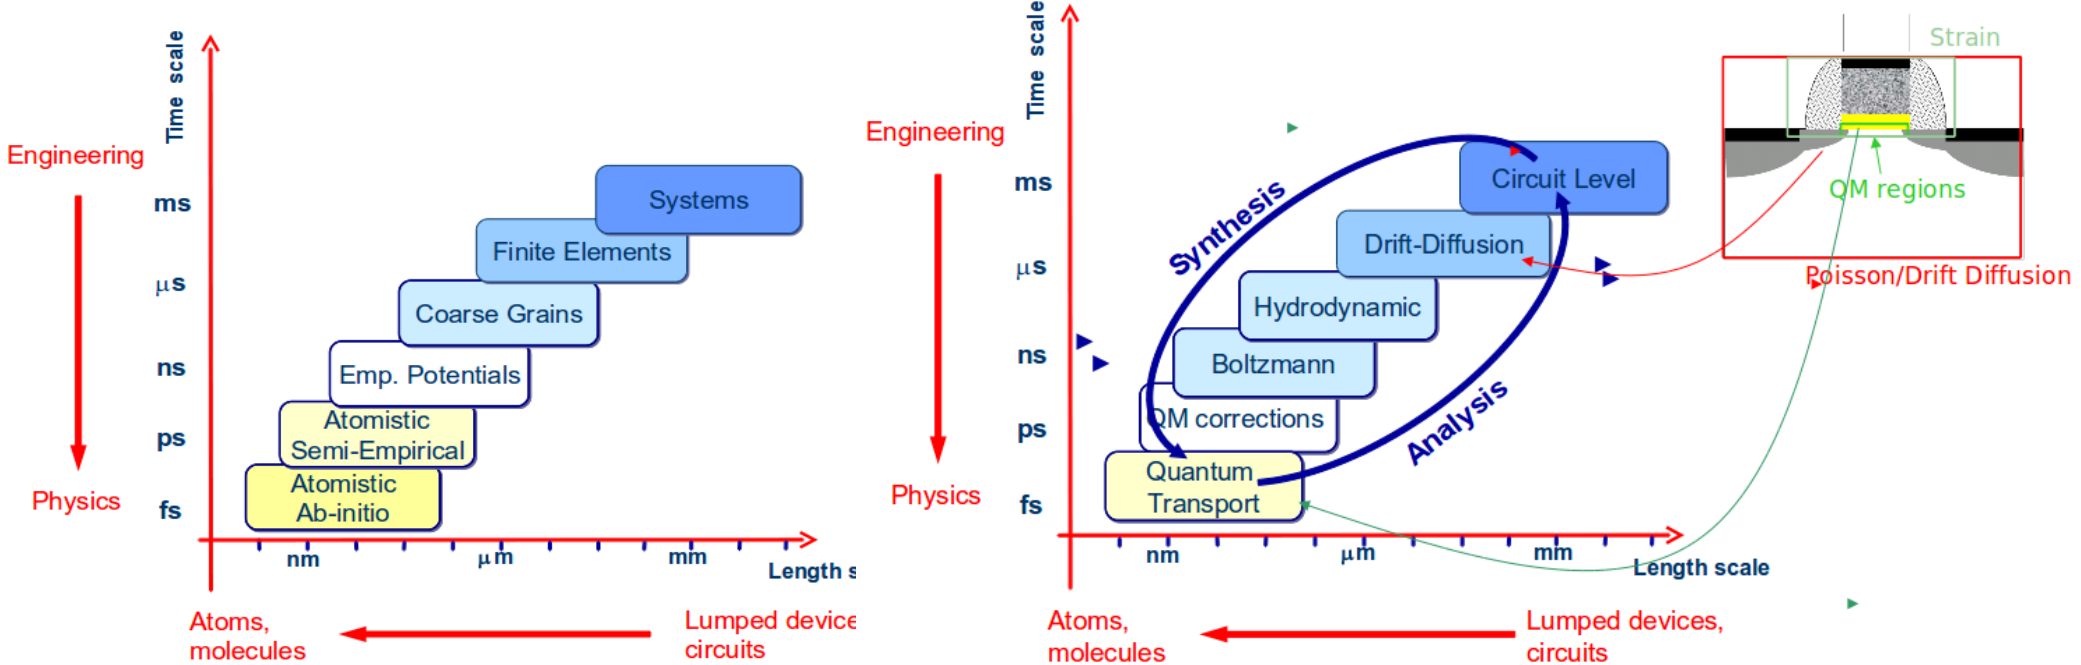 Time scale
Engineering
Physics
ms
μs
ns
ps
fs
Systems
Finite Elements
Coarse Grains
Emp. Potentials
Atomistic
Semi-Empirical
Atomistic
Ab-initio
nm
μm
mm
Length s
Atoms,
molecules
Lumped device
circuits
Time scale
Engineering
Physics
ms
μs
ns
ps
fs
Synthesis
Analysis
Circuit Level
Drift-Diffusion
Hydrodynamic
Boltzmann
QM corrections
Quantum
Transport
nm
μm
mm
Length scale
Atoms,
molecules
Lumped devices,
circuits
Strain
QM regions
Poisson/Drift Diffusion